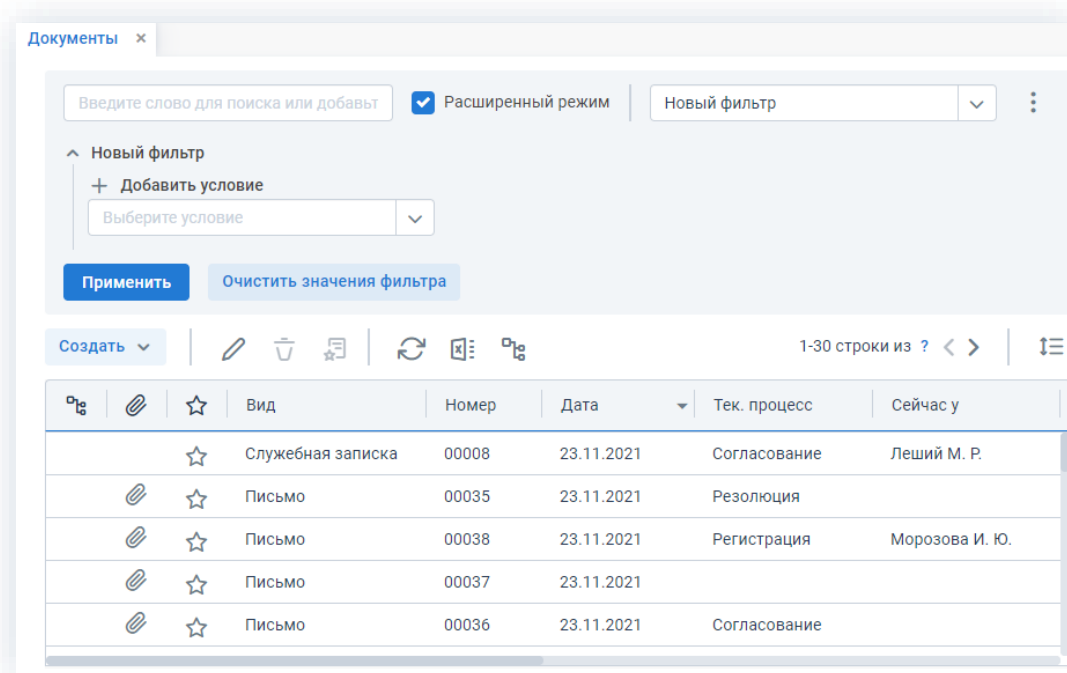 Документы ×
Введите слово для поиска или добавьт Расширенный режим Новый фильтр
Новый фильтр
Добавить условие
Выберите условие
Применить Очистить значения фильтра
Создать 1-30 строки из ?
Вид Номер Дата Тек. процесс Сейчас у
Служебная записка 00008 23.11.2021 Согласование Леший М. Р.
Письмо 00035 23.11.2021 Резолюция
Письмо 00038 23.11.2021 Регистрация Морозова И. Ю.
Письмо 00037 23.11.2021
Письмо 00036 23.11.2021 Согласование